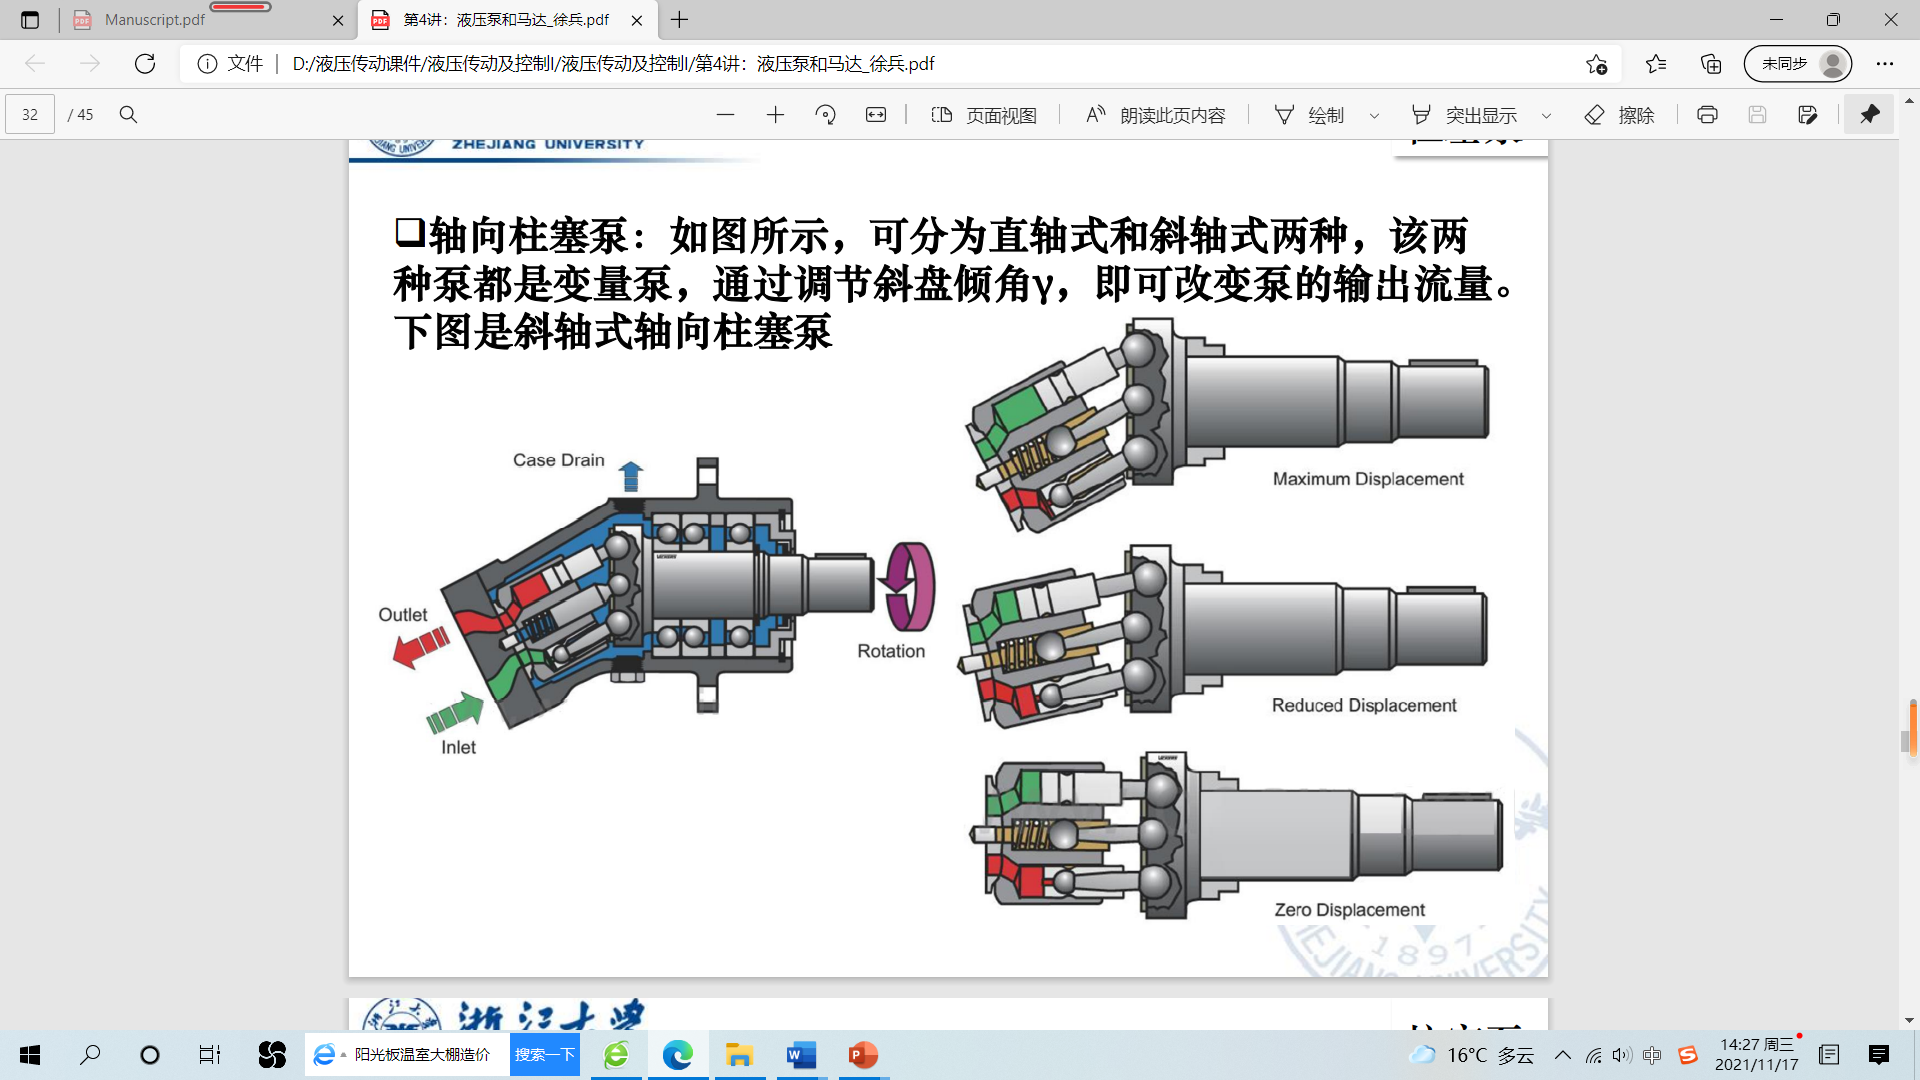 Manuscript.pdf
第4讲：液压泵和马达_徐兵.pdf
文件
D:/液压传动课件/液压传动及控制I/液压传动及控制I/第4讲：液压泵和马达_徐兵.pdf
未同步
32 / 45
页面视图
朗读此页内容
绘制
突出显示
擦除
ZHEJIANG UNIVERSITY
轴向柱塞泵：如图所示，可分为直轴式和斜轴式两种，该两
种泵都是变量泵，通过调节斜盘倾角γ，即可改变泵的输出流量。
下图是斜轴式轴向柱塞泵
Case Drain
Maximum Displacement
Outlet
Rotation
Reduced Displacement
Inlet
Zero Displacement
1897
浙江大学
阳光板温室大棚造价
搜索一下
16°C 多云
中
14:27 周三
2021/11/17